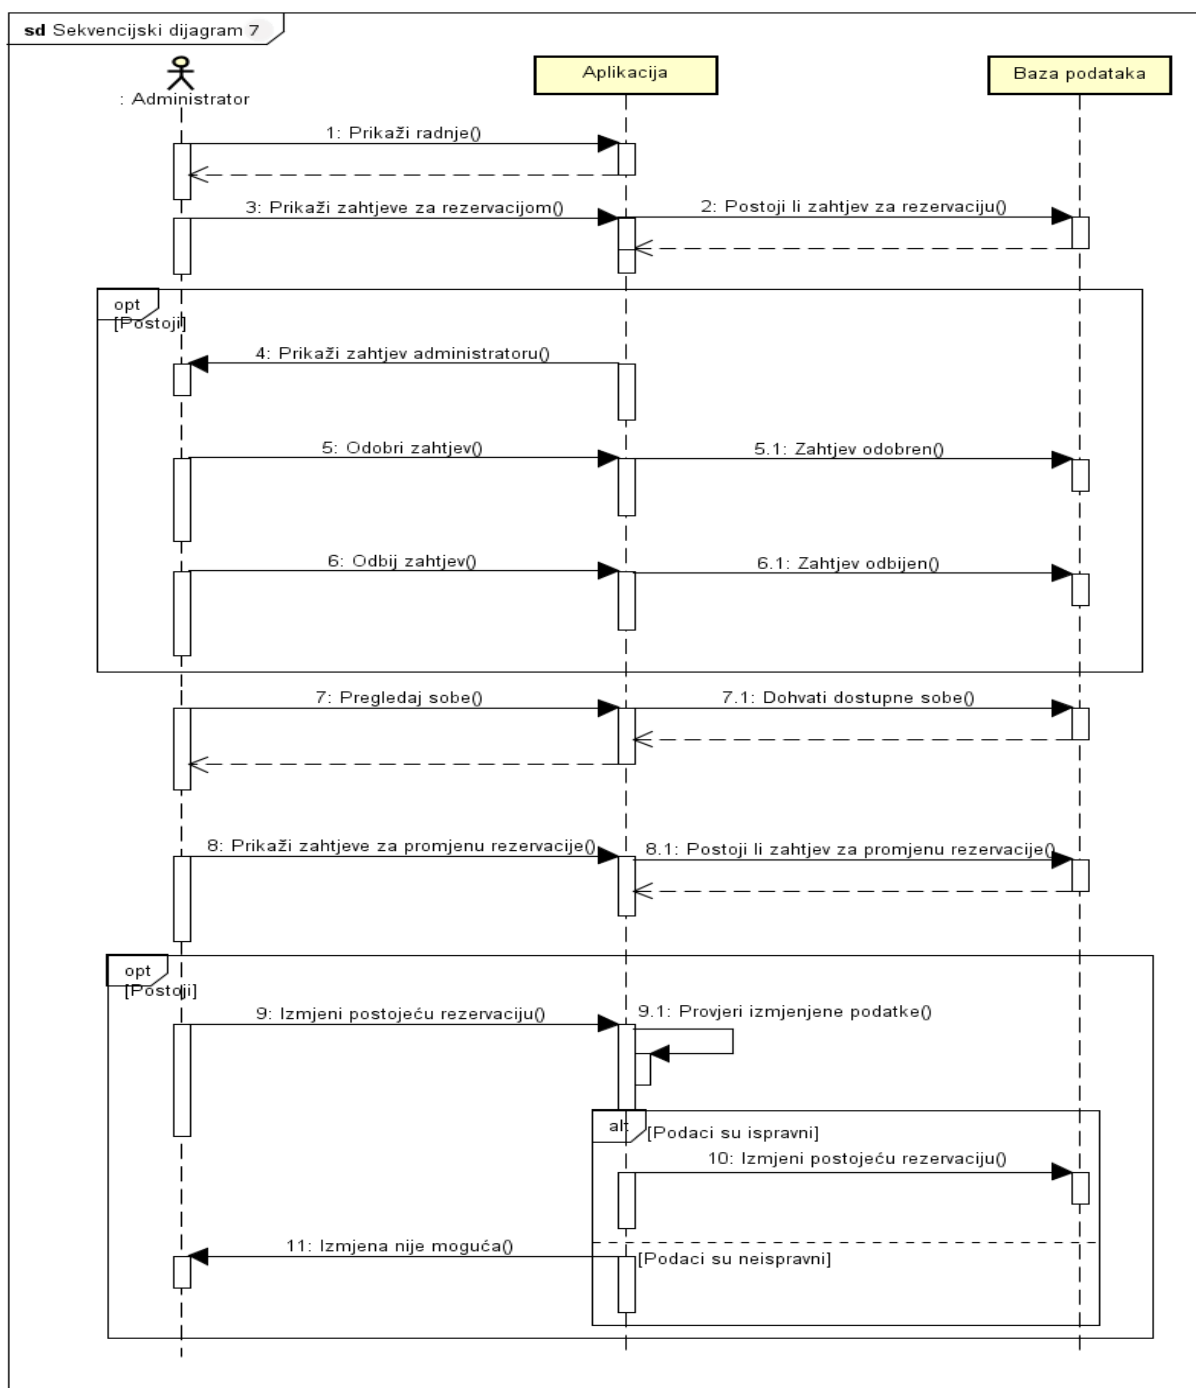 sd Sekvencijski dijagram 7
: Administrator
Aplikacija
Baza podataka
1: Prikaži radnje()
3: Prikaži zahtjeve za rezervacijom()
2: Postoji li zahtjev za rezervaciju()
opt
[Postoji]
4: Prikaži zahtjev administratoru()
5: Odobri zahtjev()
5.1: Zahtjev odobren()
6: Odbij zahtjev()
6.1: Zahtjev odbijen()
7: Pregledaj sobe()
7.1: Dohvati dostupne sobe()
8: Prikaži zahtjeve za promjenu rezervacije()
8.1: Postoji li zahtjev za promjenu rezervacije()
opt
[Postoji]
9: Izmjeni postojeću rezervaciju()
9.1: Provjeri izmjenjene podatke()
alt
[Podaci su ispravni]
10: Izmjeni postojeću rezervaciju()
11: Izmjena nije moguća()
[Podaci su neispravni]